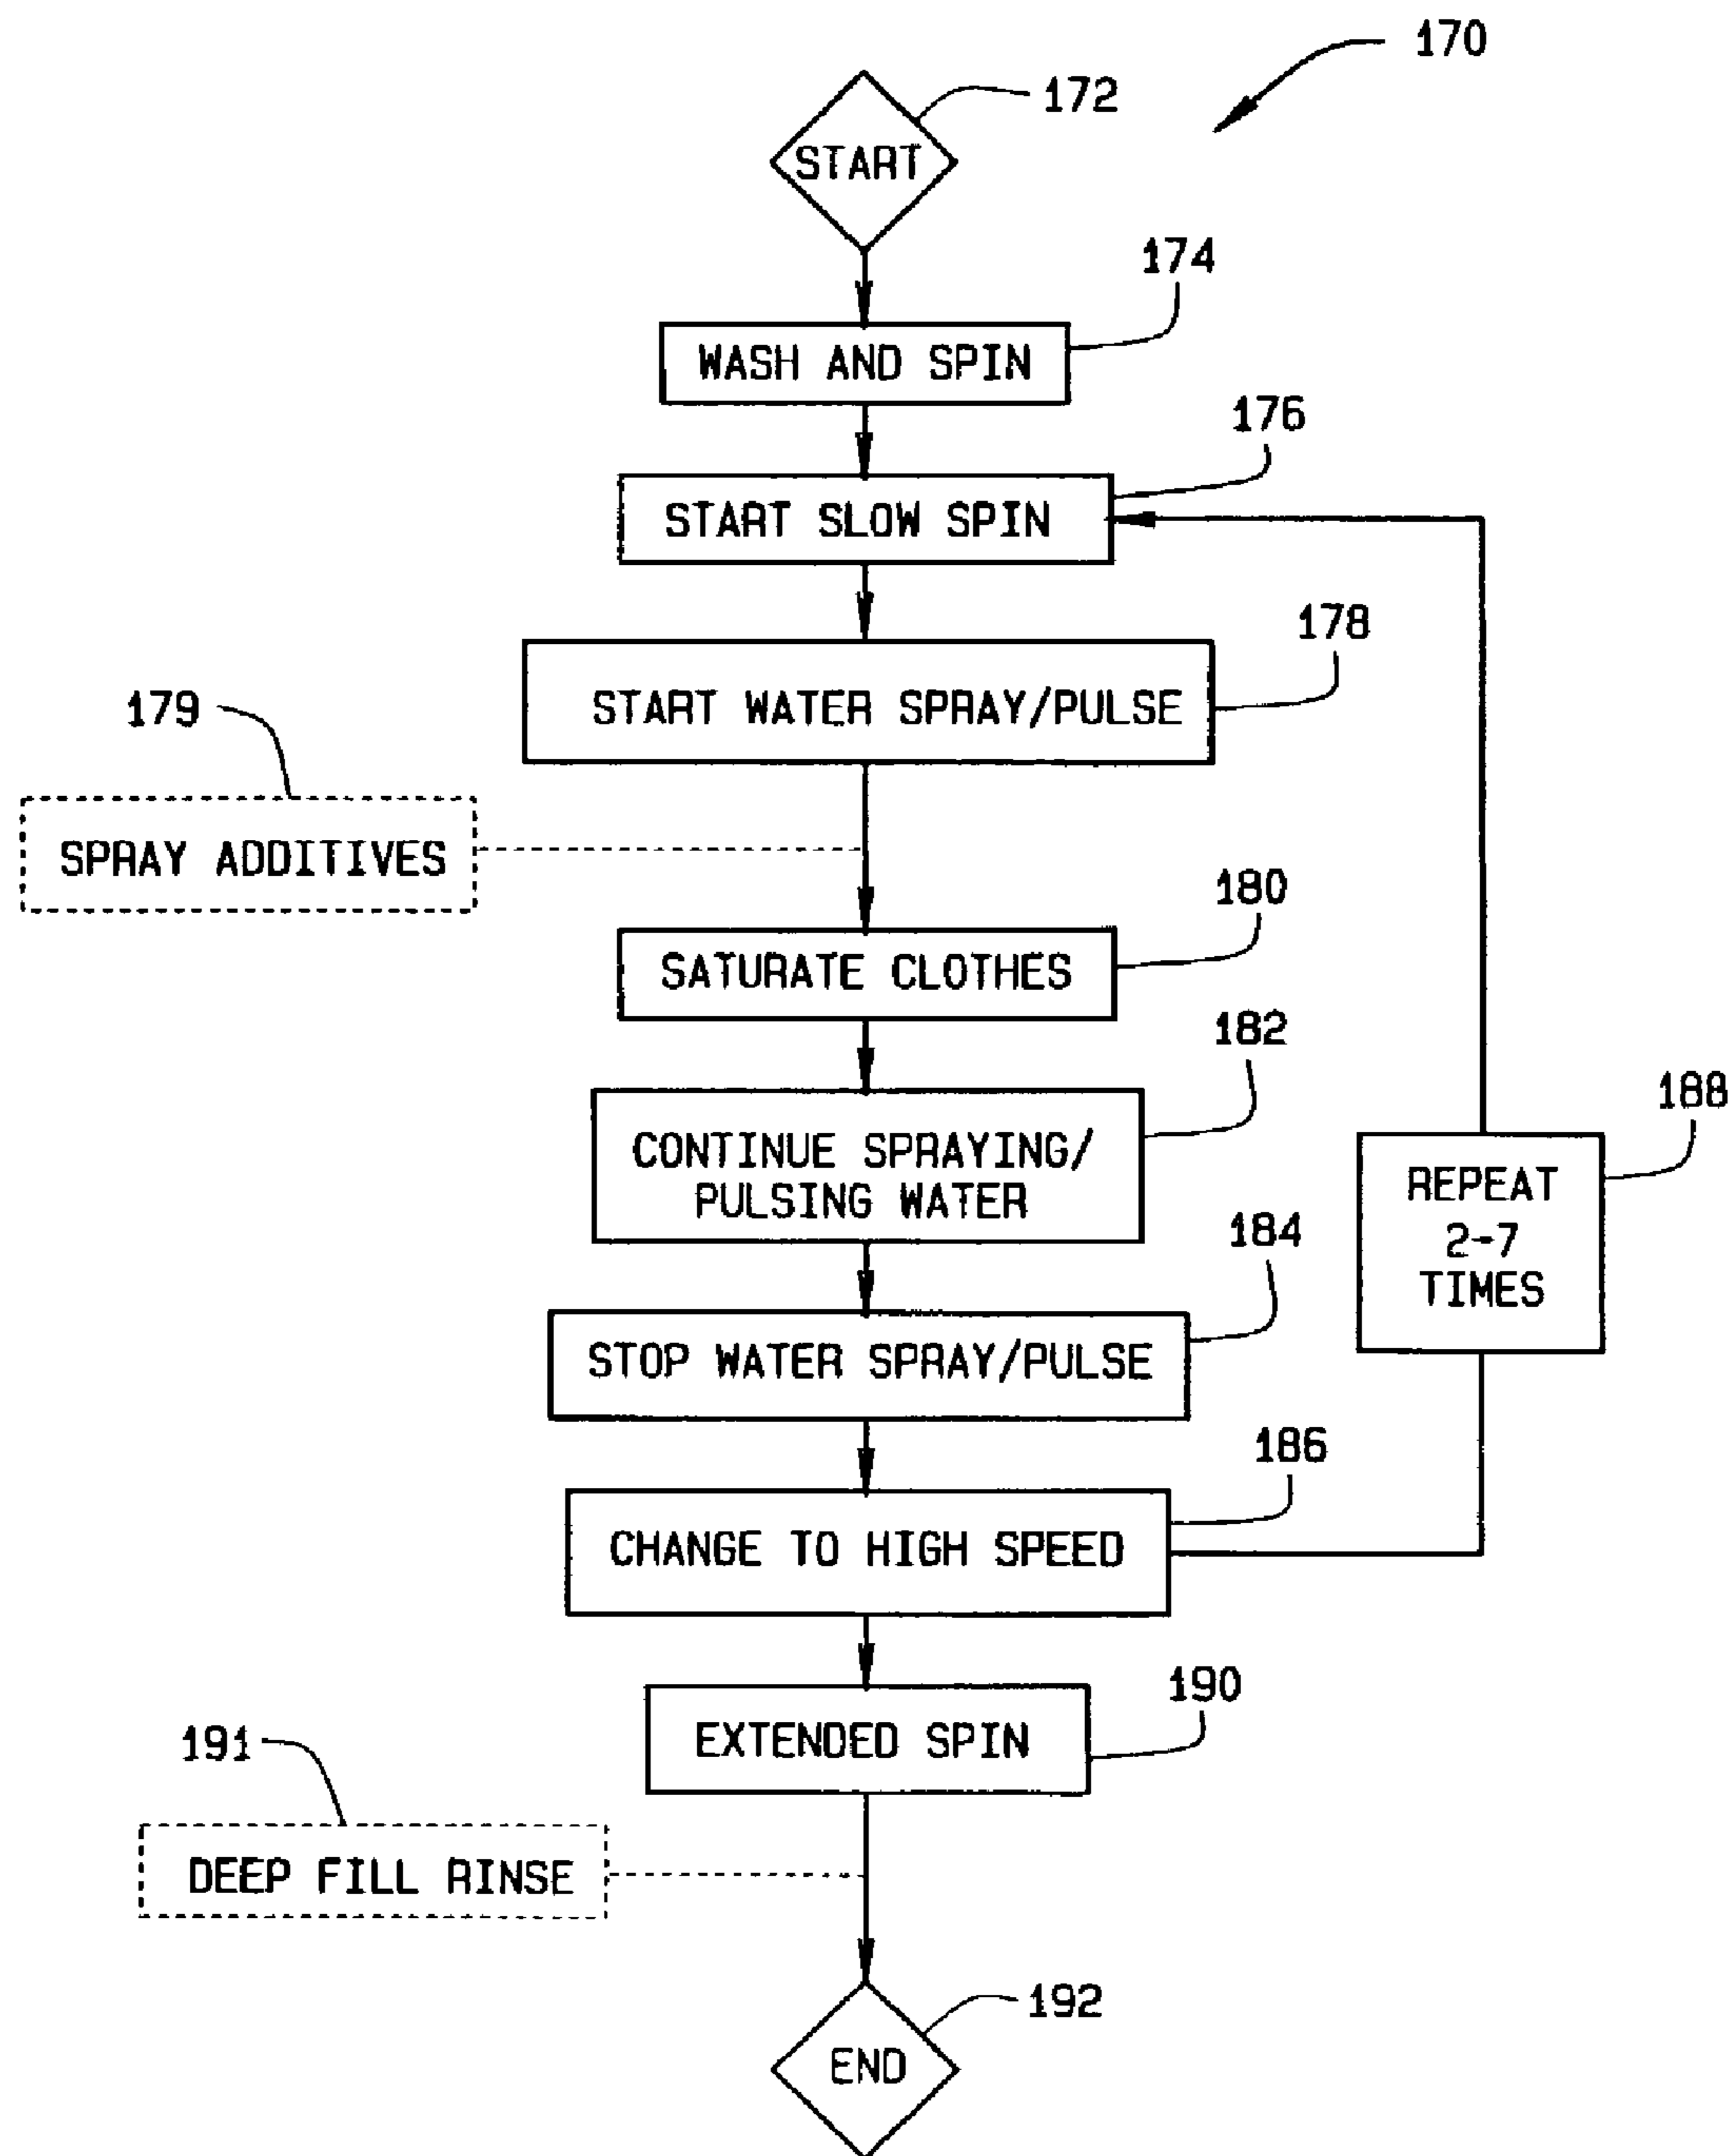 170
172
START
174
WASH AND SPIN
176
START SLOW SPIN
178
START WATER SPRAY/PULSE
179
SPRAY ADDITIVES
180
SATURATE CLOTHES
182
CONTINUE SPRAYING/
PULSING WATER
188
REPEAT
2-7
TIMES
184
STOP WATER SPRAY/PULSE
186
CHANGE TO HIGH SPEED
190
EXTENDED SPIN
191
DEEP FILL RINSE
192
END